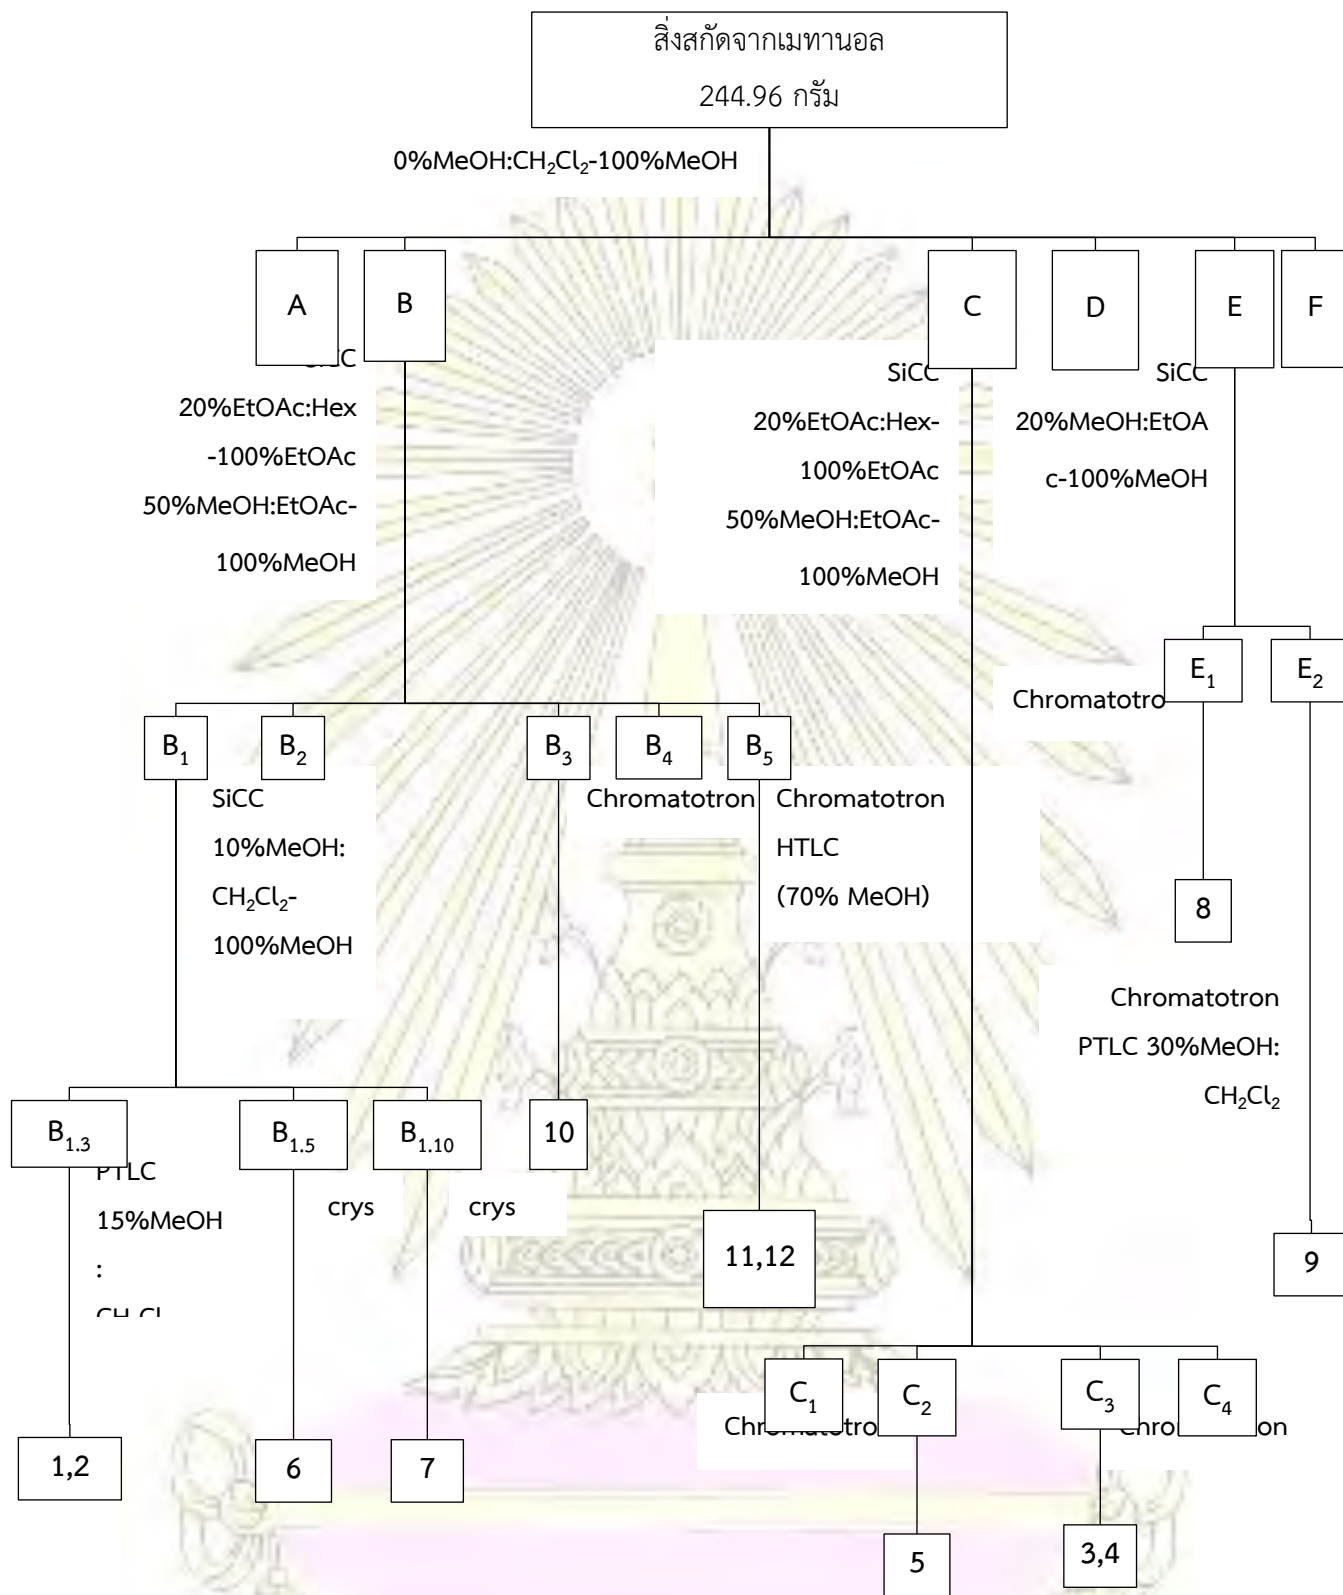 สิ่งสกัดจากเมทานอล
244.96 กรัม
0%MeOH:CH₂Cl₂-100%MeOH
A
B
C
D
E
F
20%EtOAc:Hex
-100%EtOAc
50%MeOH:EtOAc-
100%MeOH
SiCC
20%EtOAc:Hex-
100%EtOAc
50%MeOH:EtOAc-
100%MeOH
SiCC
20%MeOH:EtOA
c-100%MeOH
E₁
E₂
Chromatotro
B₁
B₂
B₃
B₄
B₅
SiCC
10%MeOH:
CH₂Cl₂-
100%MeOH
Chromatotron
Chromatotron
HTLC
(70% MeOH)
8
Chromatotron
PTLC 30%MeOH:
CH₂Cl₂
B₁.₃
B₁.₅
B₁.₁₀
10
PTLC
15%MeOH
:
crys
crys
11,12
9
C₁
C₂
C₃
C₄
1,2
6
7
5
3,4